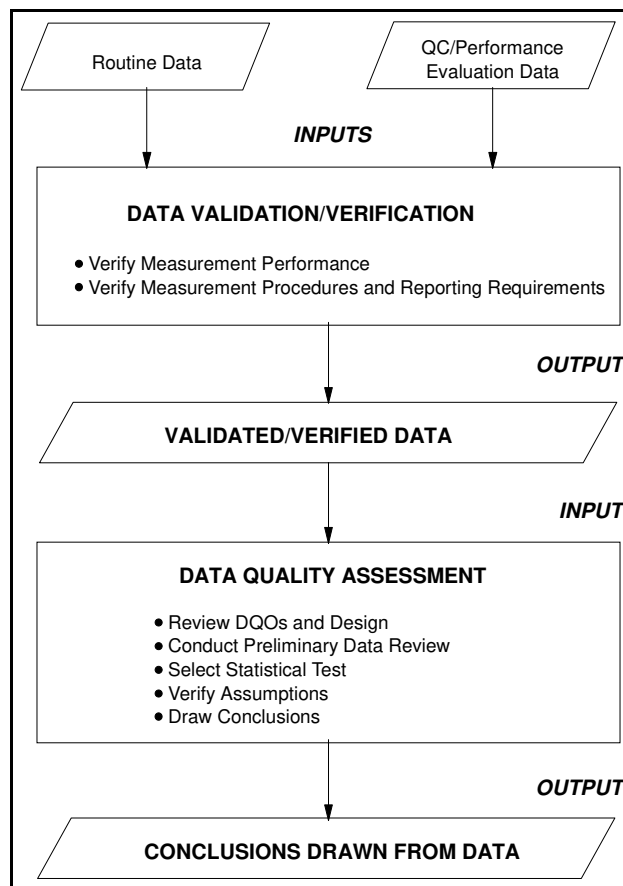 Routine Data
QC/Performance
Evaluation Data
INPUTS
DATA VALIDATION/VERIFICATION
• Verify Measurement Performance
• Verify Measurement Procedures and Reporting Requirements
OUTPUT
VALIDATED/VERIFIED DATA
INPUT
DATA QUALITY ASSESSMENT
• Review DQOs and Design
• Conduct Preliminary Data Review
• Select Statistical Test
• Verify Assumptions
• Draw Conclusions
OUTPUT
CONCLUSIONS DRAWN FROM DATA